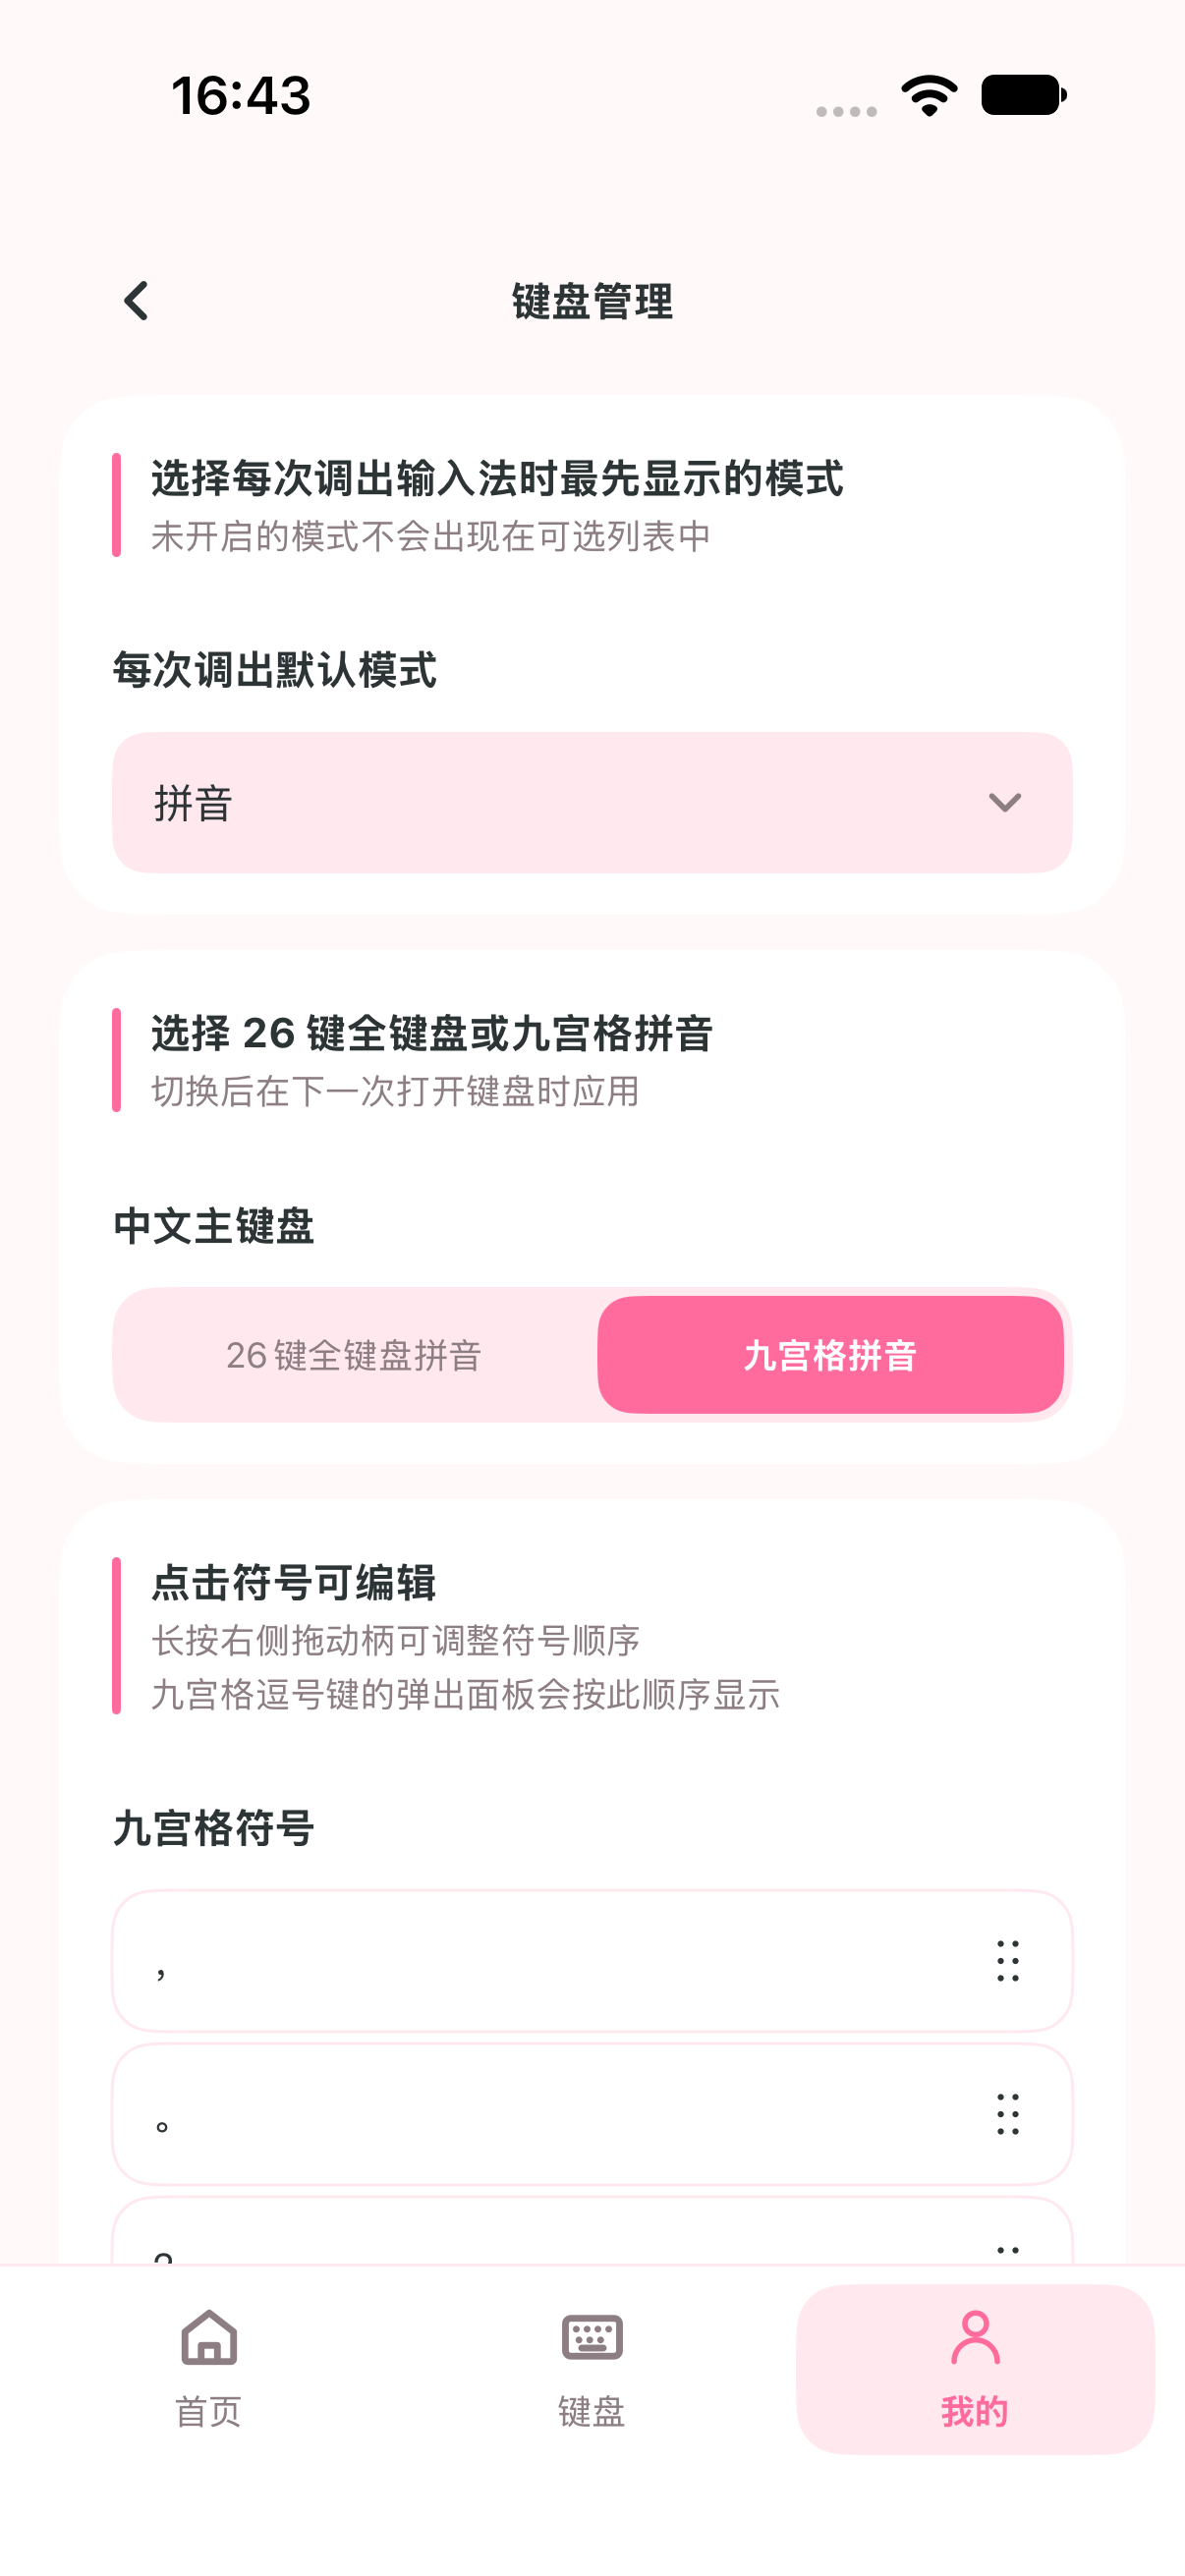 16:43
键盘管理
选择每次调出输入法时最先显示的模式
未开启的模式不会出现在可选列表中
每次调出默认模式
拼音
选择 26 键全键盘或九宫格拼音
切换后在下一次打开键盘时应用
中文主键盘
26 键全键盘拼音
九宫格拼音
点击符号可编辑
长按右侧拖动柄可调整符号顺序
九宫格逗号键的弹出面板会按此顺序显示
九宫格符号
，
。
首页
键盘
我的